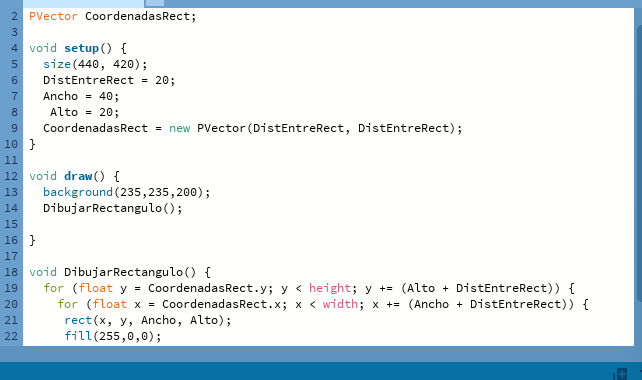 2 PVector CoordenadasRect;
3
4 void setup() {
5   size(440, 420);
6   DistEntreRect = 20;
7   Ancho = 40;
8    Alto = 20;
9   CoordenadasRect = new PVector(DistEntreRect, DistEntreRect);
10 }
11
12 void draw() {
13   background(235,235,200);
14   DibujarRectangulo();
15
16 }
17
18 void DibujarRectangulo() {
19   for (float y = CoordenadasRect.y; y < height; y += (Alto + DistEntreRect)) {
20     for (float x = CoordenadasRect.x; x < width; x += (Ancho + DistEntreRect)) {
21      rect(x, y, Ancho, Alto);
22      fill(255,0,0);